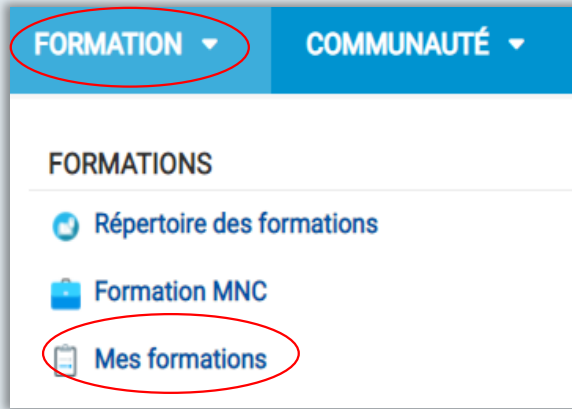 FORMATION COMMUNAUTÉ
FORMATIONS
Répertoire des formations
Formation MNC
Mes formations